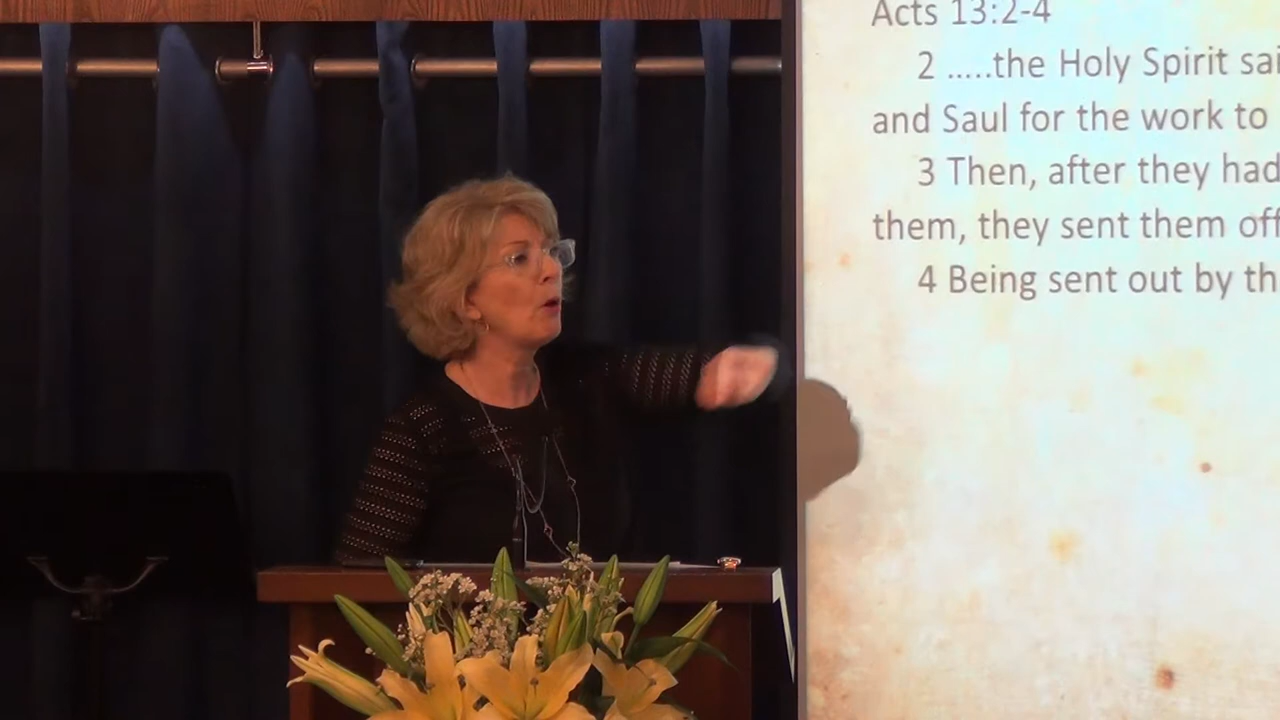 Acts 13:2-4
2 .....the Holy Spirit sai
and Saul for the work to
3 Then, after they had
them, they sent them off
4 Being sent out by th